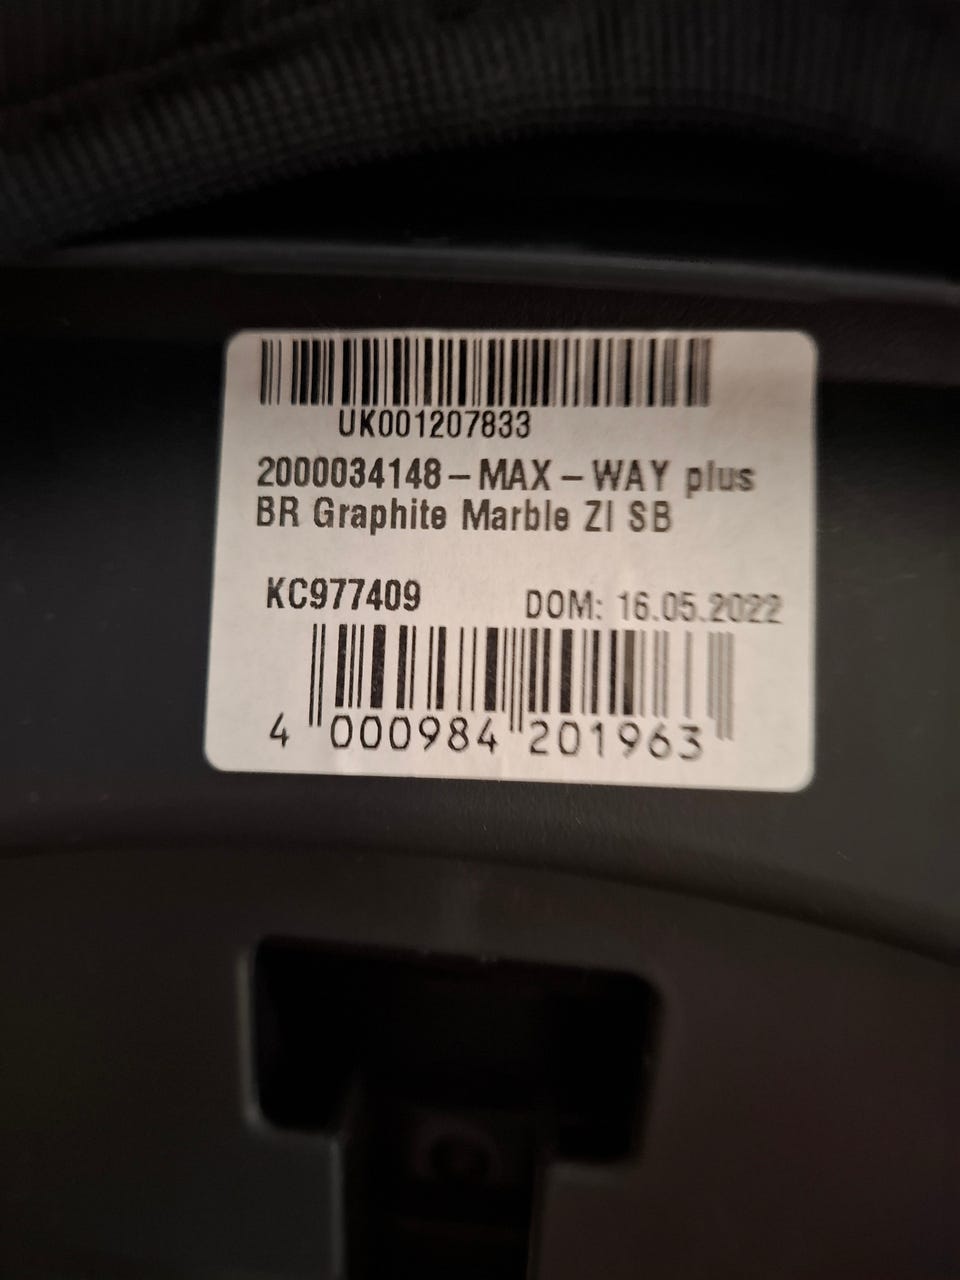 UK001207833
2000034148 – MAX – WAY plus
BR Graphite Marble ZI SB
KC977409 DOM: 16.05.2022
4 000984 201963